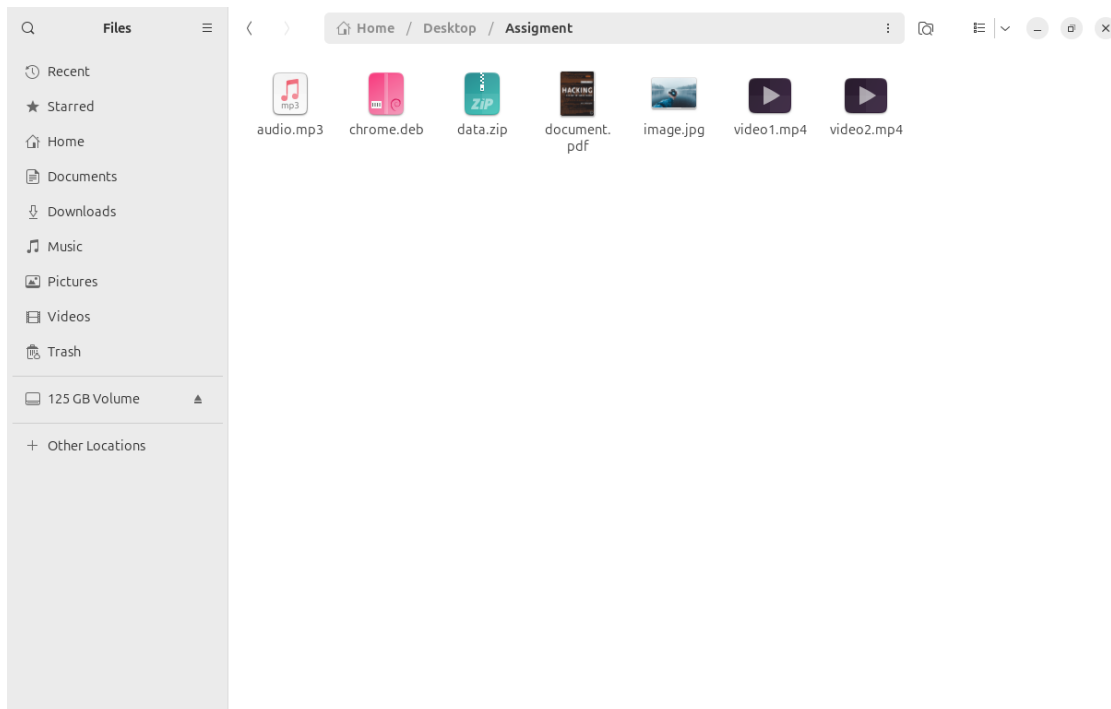 Files
Home / Desktop / Assigment
Recent
Starred
Home
Documents
Downloads
Music
Pictures
Videos
Trash
125 GB Volume
Other Locations
mp3
audio.mp3
chrome.deb
ZiP
data.zip
HACKING
document.
pdf
image.jpg
video1.mp4
video2.mp4